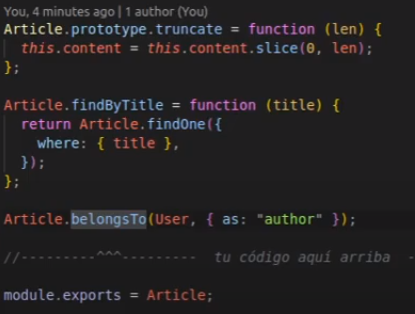 You, 4 minutes ago | 1 author (You)
Article.prototype.truncate = function (len) {
  this.content = this.content.slice(0, len);
};

Article.findByTitle = function (title) {
  return Article.findOne({
    where: { title },
  });
};

Article.belongsTo(User, { as: "author" });

//---------^^^---------  tu código aquí arriba  -

module.exports = Article;